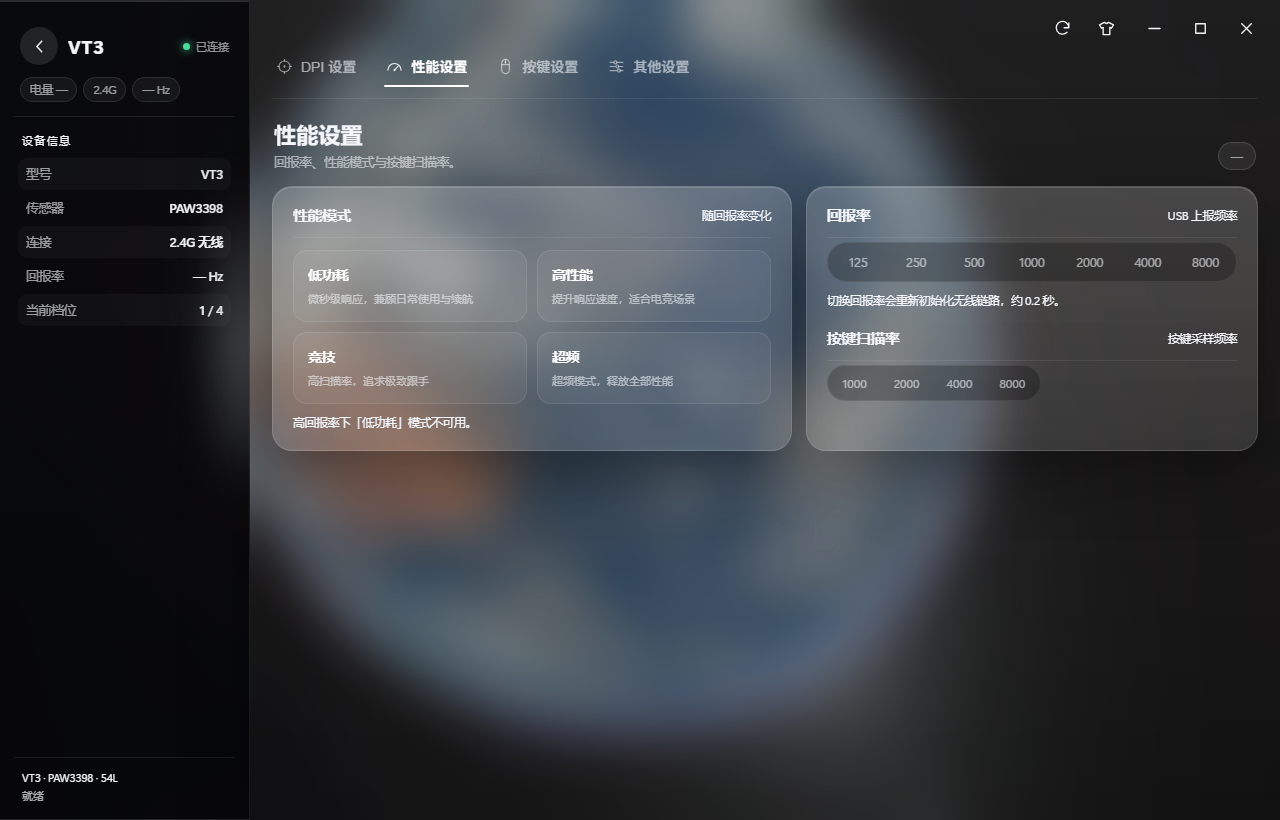 VT3
已连接
电量 — 2.4G — Hz
设备信息
型号 VT3
传感器 PAW3398
连接 2.4G 无线
回报率 — Hz
当前档位 1 / 4
VT3 · PAW3398 · 54L
就绪
DPI 设置 性能设置 按键设置 其他设置
性能设置
回报率、性能模式与按键扫描率。
—
性能模式 随回报率变化
低功耗
微秒级响应，兼顾日常使用与续航
高性能
提升响应速度，适合电竞场景
竞技
高扫描率，追求极致跟手
超频
超频模式，释放全部性能
高回报率下「低功耗」模式不可用。
回报率 USB 上报频率
125 250 500 1000 2000 4000 8000
切换回报率会重新初始化无线链路，约 0.2 秒。
按键扫描率 按键采样频率
1000 2000 4000 8000